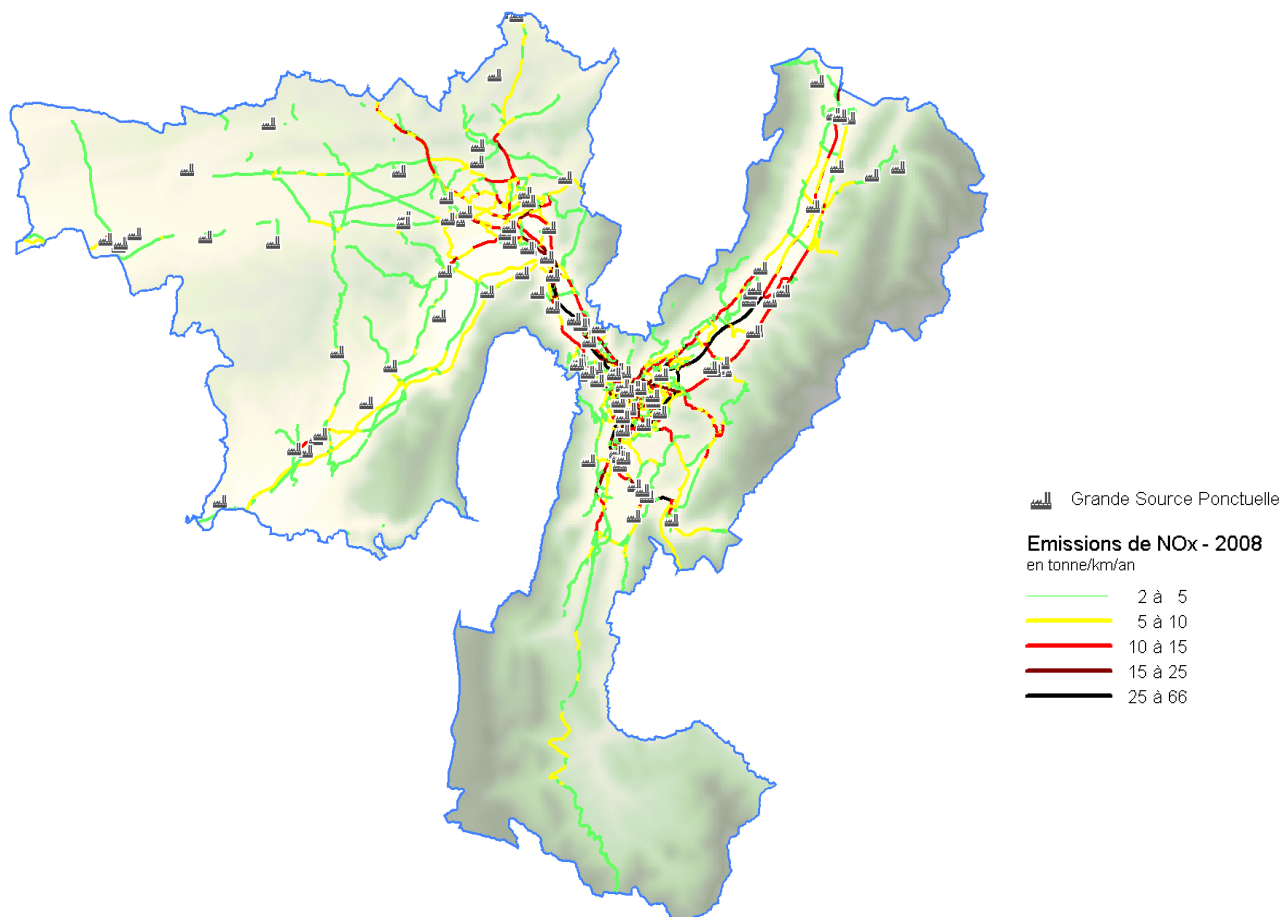 Grande Source Ponctuelle
Emissions de NOx - 2008
en tonne/km/an
2 à 5
5 à 10
10 à 15
15 à 25
25 à 66